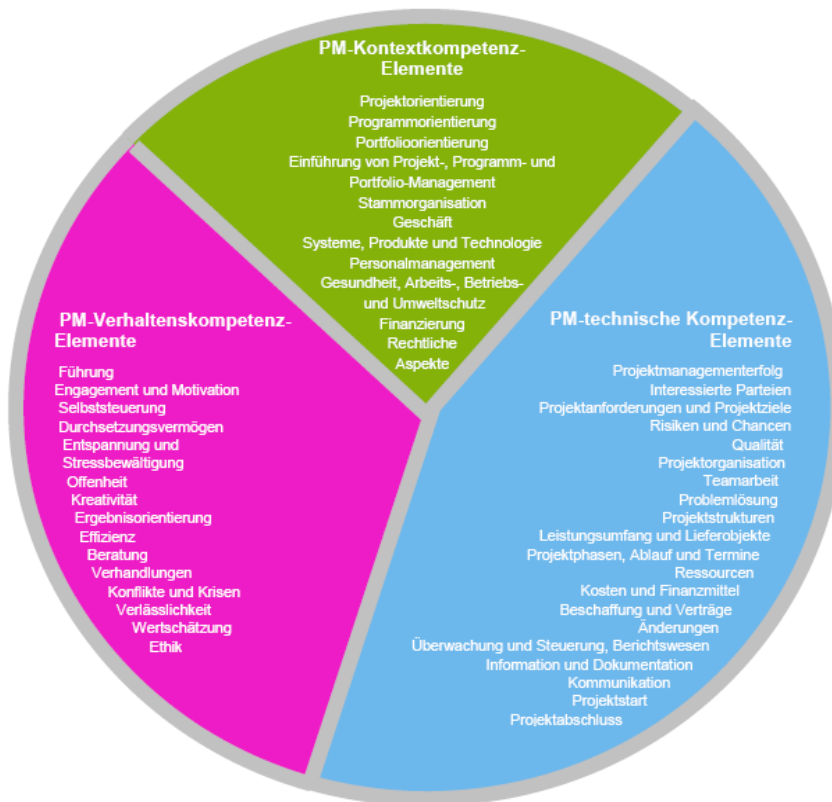 PM-Kontextkompetenz-
Elemente
Projektorientierung
Programmorientierung
Portfolioorientierung
Einführung von Projekt-, Programm- und
Portfolio-Management
Stammorganisation
Geschäft
Systeme, Produkte und Technologie
Personalmanagement
Gesundheit, Arbeits-, Betriebs-
und Umweltschutz
Finanzierung
Rechtliche
Aspekte
PM-Verhaltenskompetenz-
Elemente
Führung
Engagement und Motivation
Selbststeuerung
Durchsetzungsvermögen
Entspannung und
Stressbewältigung
Offenheit
Kreativität
Ergebnisorientierung
Effizienz
Beratung
Verhandlungen
Konflikte und Krisen
Verlässlichkeit
Wertschätzung
Ethik
PM-technische Kompetenz-
Elemente
Projektmanagementerfolg
Interessierte Parteien
Projektanforderungen und Projektziele
Risiken und Chancen
Qualität
Projektorganisation
Teamarbeit
Problemlösung
Projektstrukturen
Leistungsumfang und Lieferobjekte
Projektphasen, Ablauf und Termine
Ressourcen
Kosten und Finanzmittel
Beschaffung und Verträge
Änderungen
Überwachung und Steuerung, Berichtswesen
Information und Dokumentation
Kommunikation
Projektstart
Projektabschluss